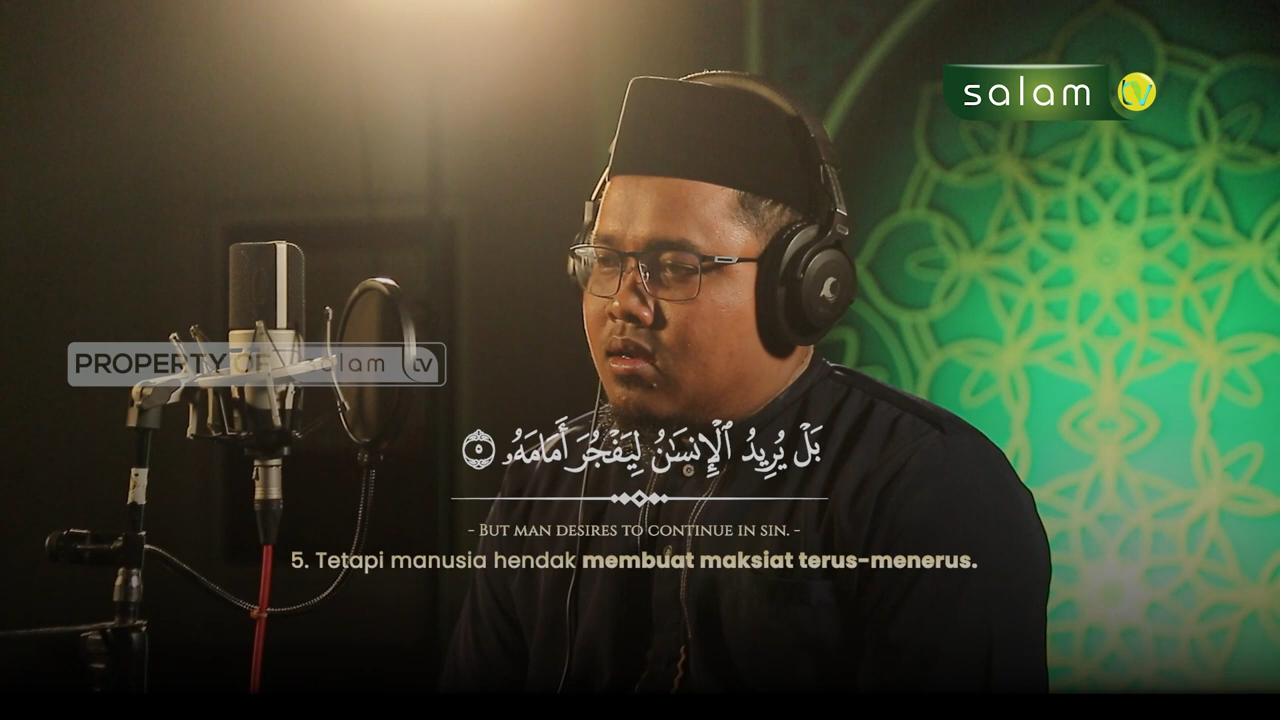 salam tv
PROPERTY OF salam tv
بَلْ يُرِيدُ ٱلْإِنسَٰنُ لِيَفْجُرَ أَمَامَهُۥ ٥
- But man desires to continue in sin. -
5. Tetapi manusia hendak membuat maksiat terus-menerus.